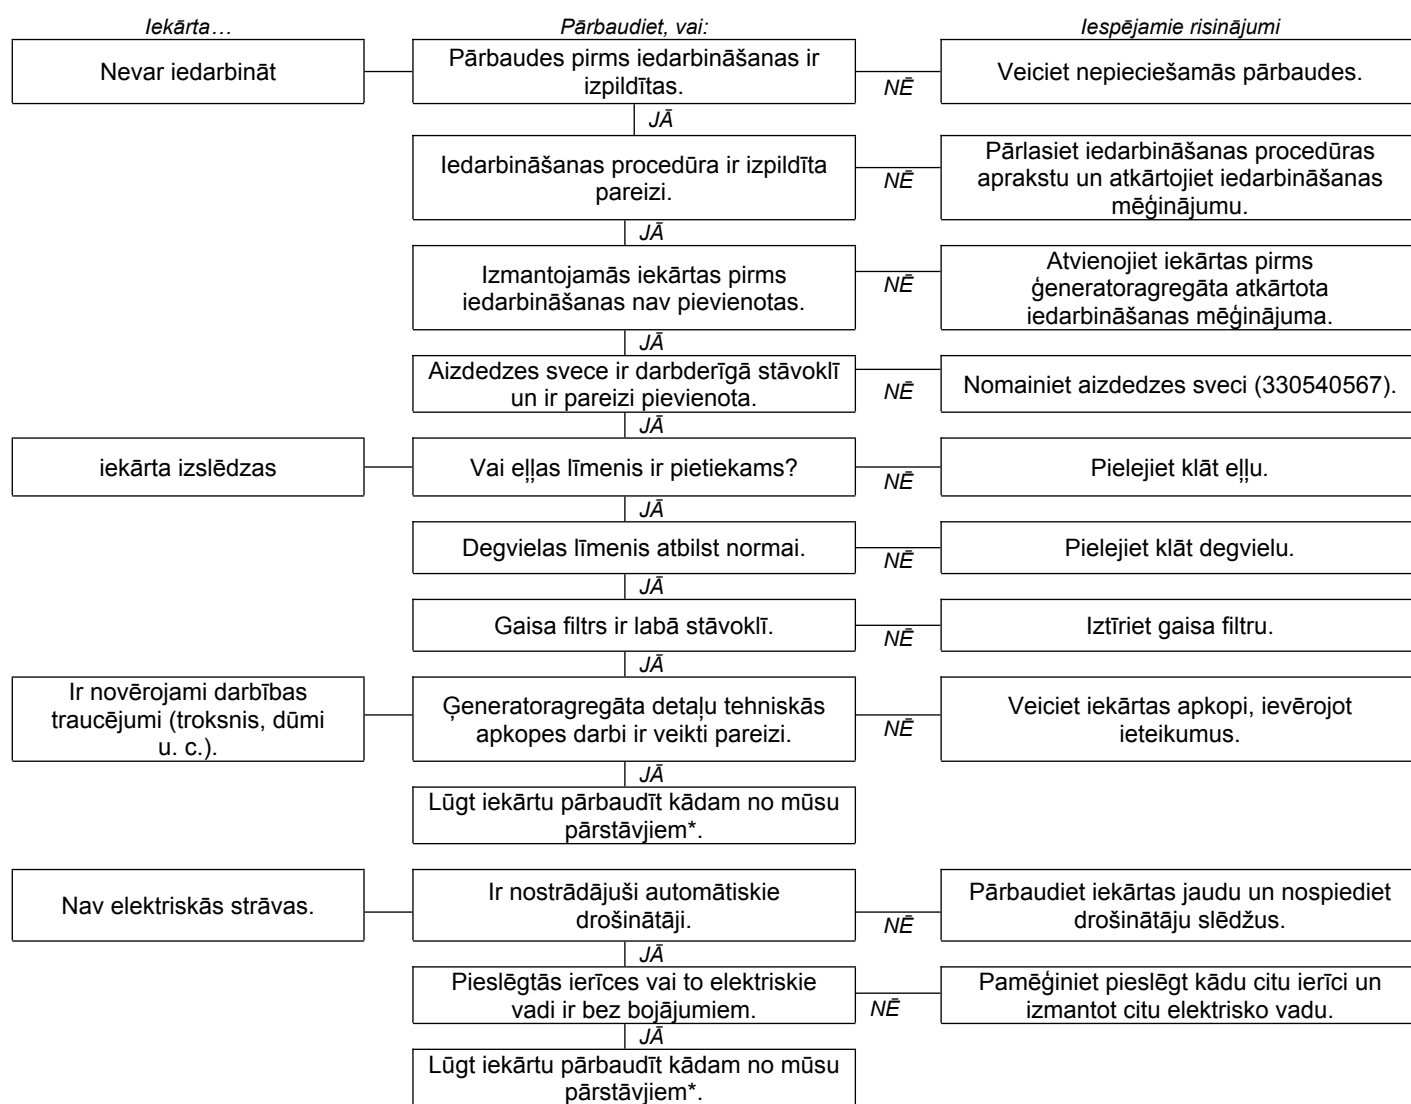 Iekārta…
Pārbaudiet, vai:
Iespējamie risinājumi
Nevar iedarbināt
Pārbaudes pirms iedarbināšanas ir
izpildītas.
NĒ
Veiciet nepieciešamās pārbaudes.
JĀ
Iedarbināšanas procedūra ir izpildīta
pareizi.
NĒ
Pārlasiet iedarbināšanas procedūras
aprakstu un atkārtojiet iedarbināšanas
mēģinājumu.
JĀ
Izmantojamās iekārtas pirms
iedarbināšanas nav pievienotas.
NĒ
Atvienojiet iekārtas pirms
ģeneratoragregāta atkārtota
iedarbināšanas mēģinājuma.
JĀ
Aizdedzes svece ir darbderīgā stāvoklī
un ir pareizi pievienota.
NĒ
Nomainiet aizdedzes sveci (330540567).
JĀ
iekārta izslēdzas
Vai eļļas līmenis ir pietiekams?
NĒ
Pielejiet klāt eļļu.
JĀ
Degvielas līmenis atbilst normai.
NĒ
Pielejiet klāt degvielu.
JĀ
Gaisa filtrs ir labā stāvoklī.
NĒ
Iztīriet gaisa filtru.
JĀ
Ir novērojami darbības
traucējumi (troksnis, dūmi
u. c.).
Ģeneratoragregāta detaļu tehniskās
apkopes darbi ir veikti pareizi.
NĒ
Veiciet iekārtas apkopi, ievērojot
ieteikumus.
JĀ
Lūgt iekārtu pārbaudīt kādam no mūsu
pārstāvjiem*.
Nav elektriskās strāvas.
Ir nostrādājuši automātiskie
drošinātāji.
NĒ
Pārbaudiet iekārtas jaudu un nospiediet
drošinātāju slēdžus.
JĀ
Pieslēgtās ierīces vai to elektriskie
vadi ir bez bojājumiem.
NĒ
Pamēģiniet pieslēgt kādu citu ierīci un
izmantot citu elektrisko vadu.
JĀ
Lūgt iekārtu pārbaudīt kādam no mūsu
pārstāvjiem*.